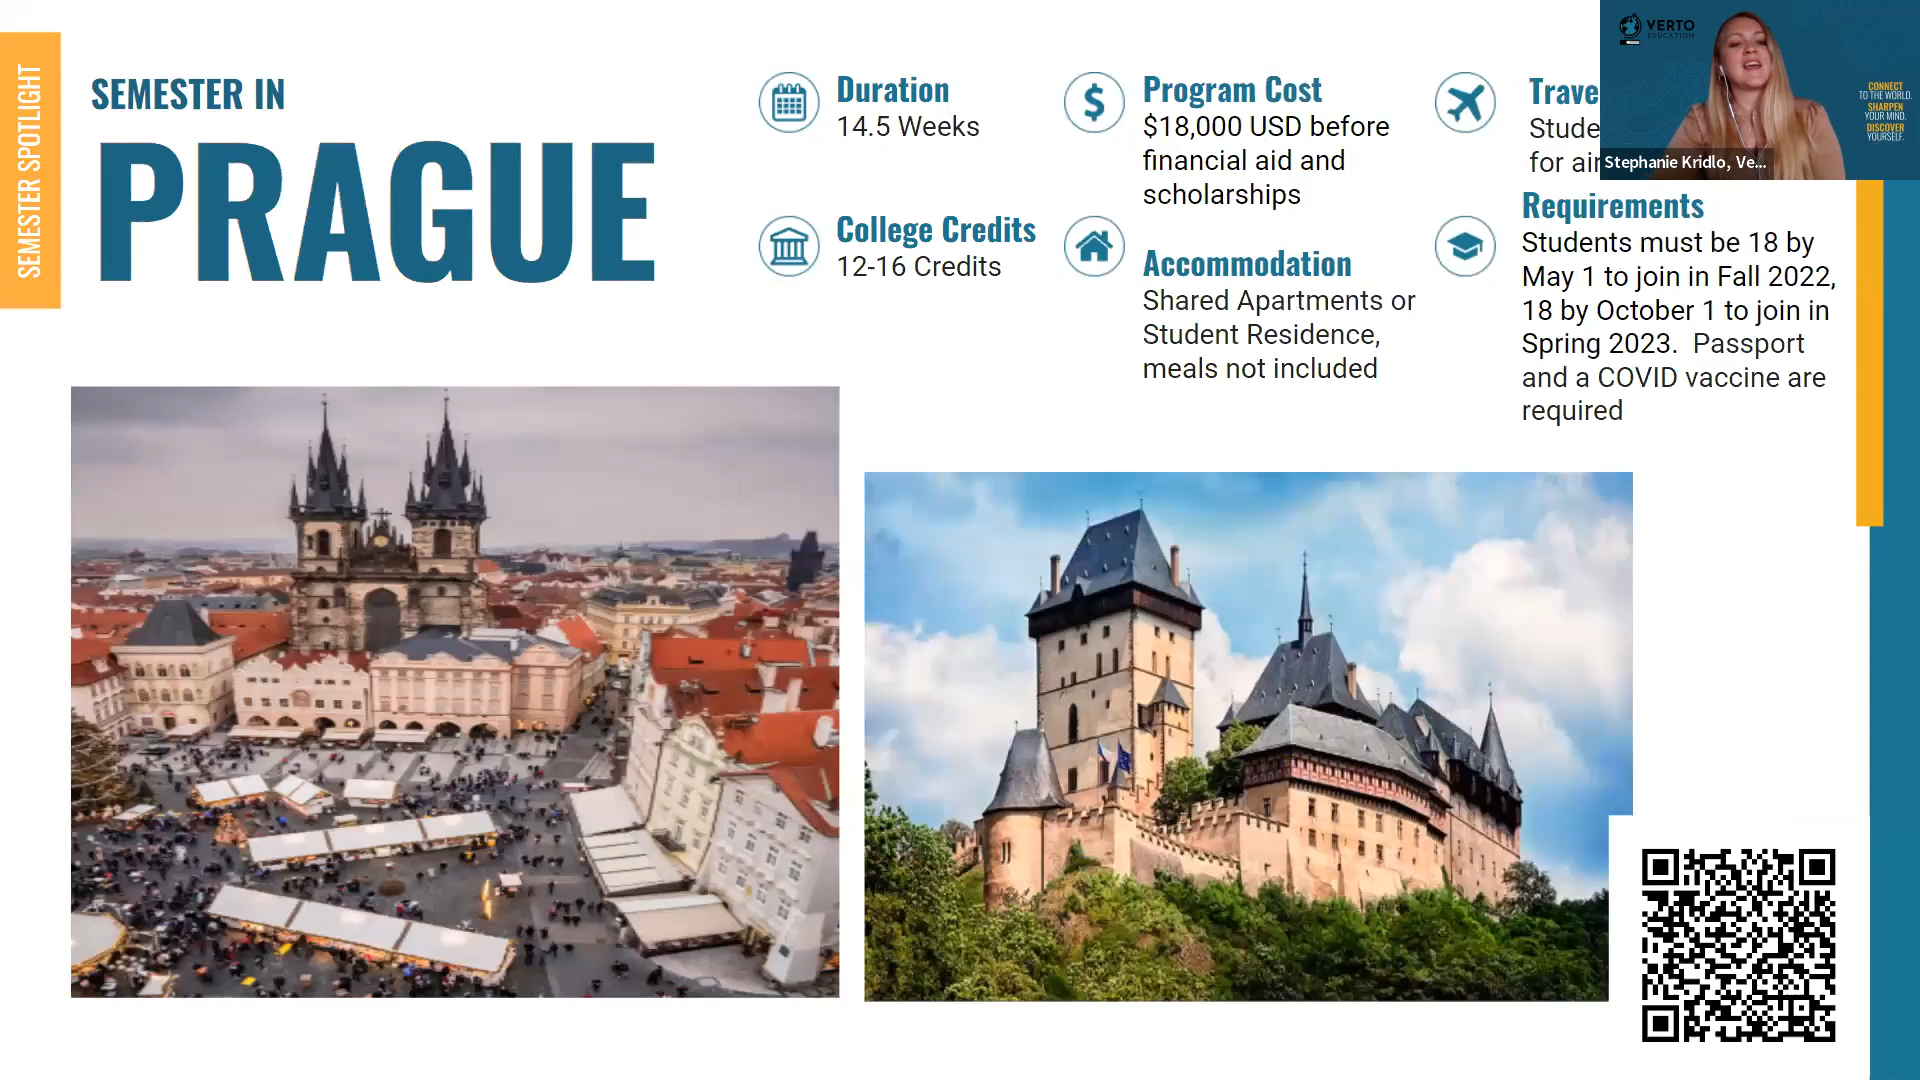 SEMESTER SPOTLIGHT
SEMESTER IN
PRAGUE
Duration
14.5 Weeks
College Credits
12-16 Credits
Program Cost
$18,000 USD before
financial aid and
scholarships
Accommodation
Shared Apartments or
Student Residence,
meals not included
Trave
Stude
for air
Requirements
Students must be 18 by
May 1 to join in Fall 2022,
18 by October 1 to join in
Spring 2023. Passport
and a COVID vaccine are
required
VERTO
EDUCATION
CONNECT
TO THE WORLD.
SHARPEN
YOUR MIND.
DISCOVER
YOURSELF.
Stephanie Kridlo, Ve...